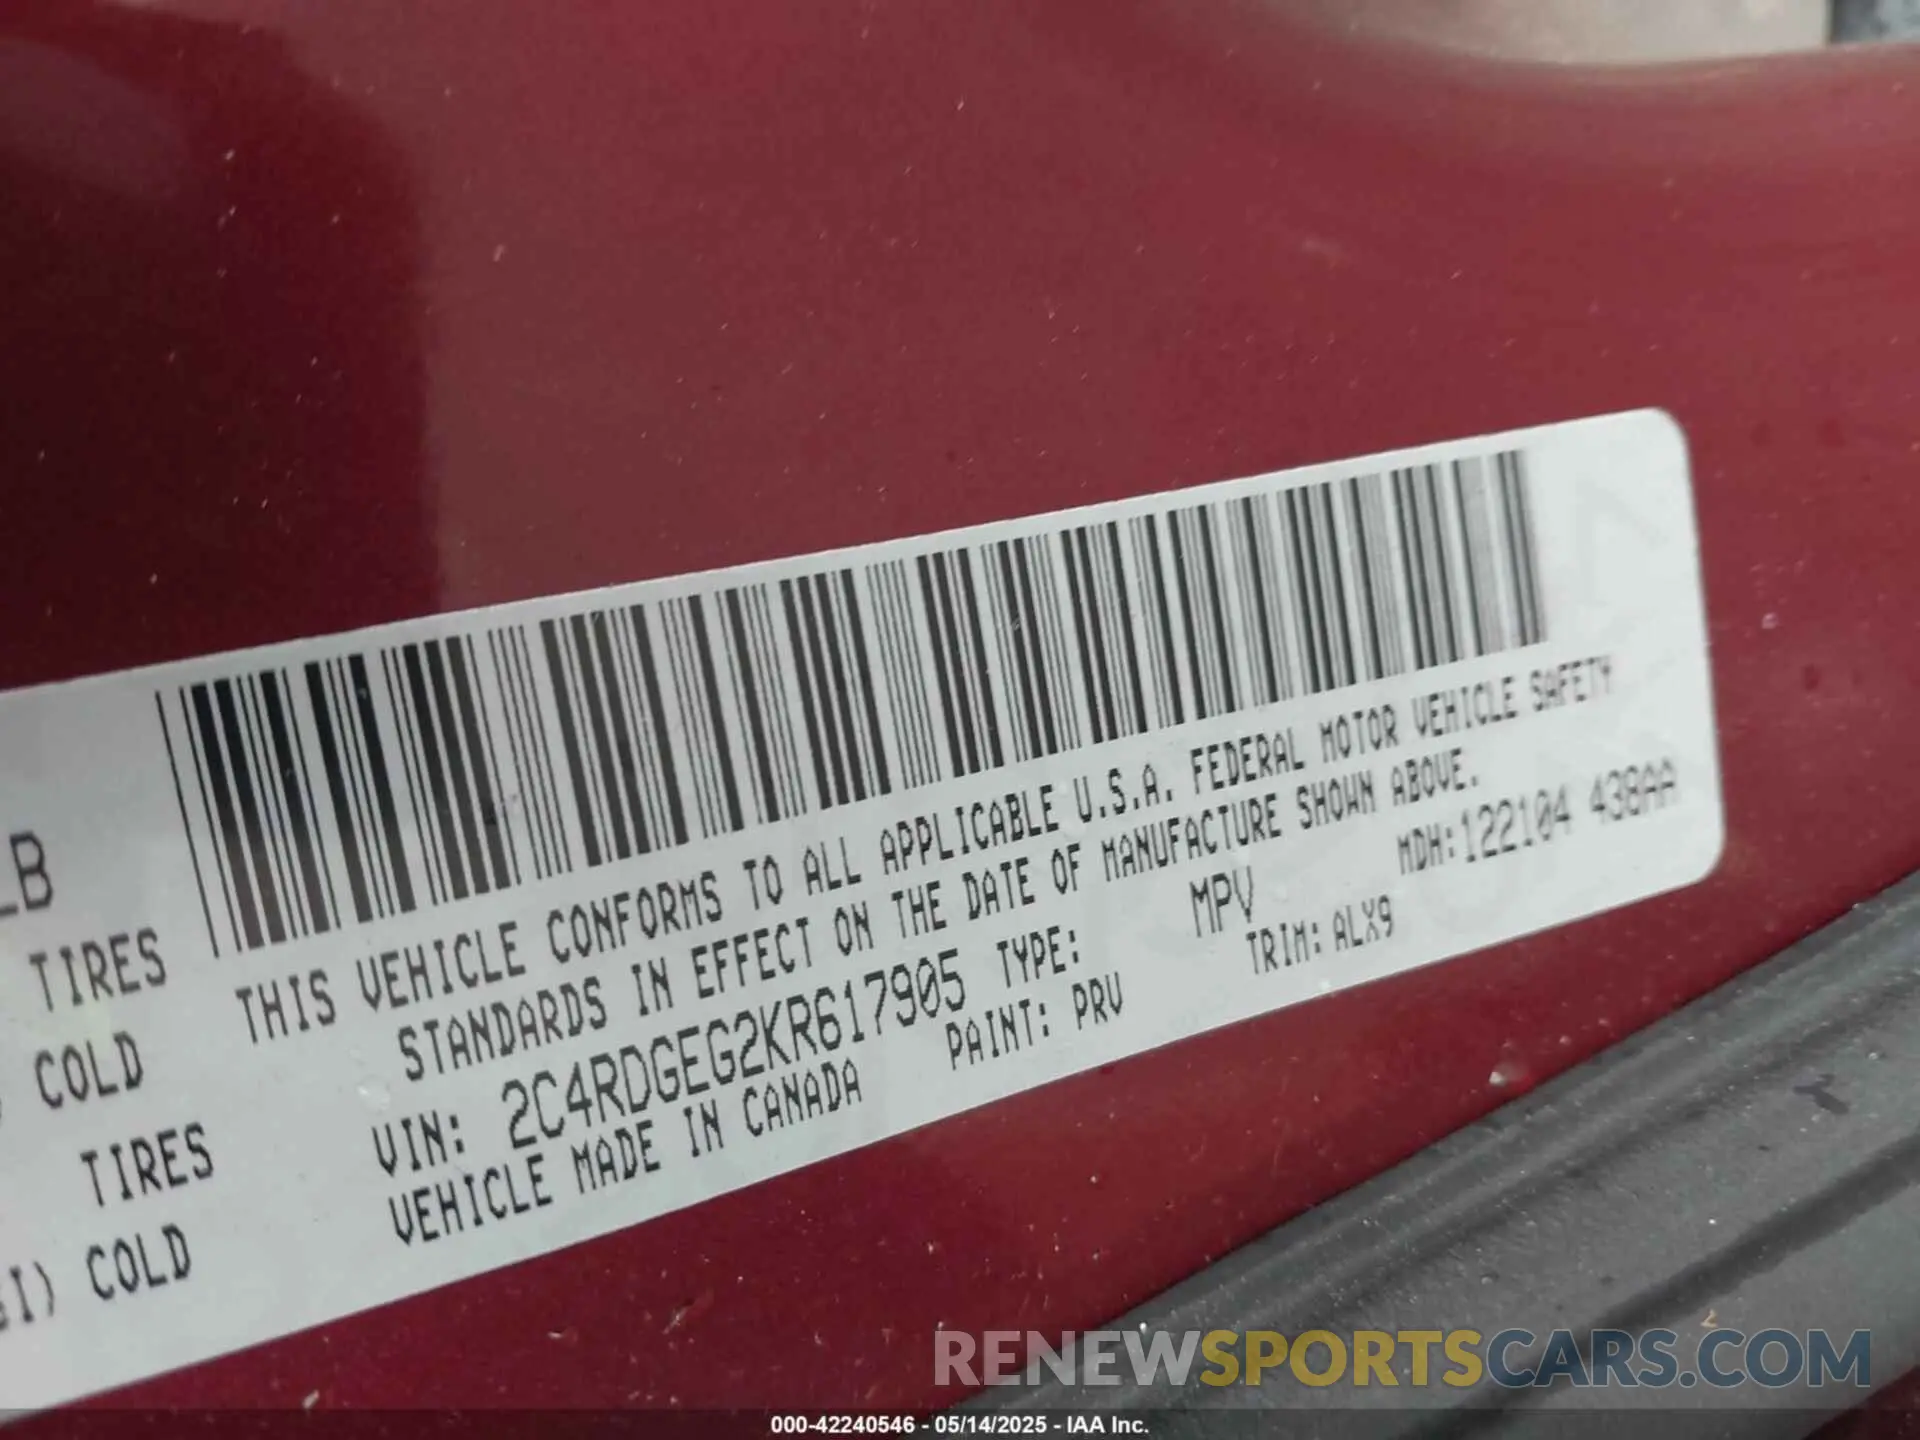 LB
TIRES
COLD
TIRES
I) COLD
THIS VEHICLE CONFORMS TO ALL APPLICABLE U.S.A. FEDERAL MOTOR VEHICLE SAFETY
STANDARDS IN EFFECT ON THE DATE OF MANUFACTURE SHOWN ABOVE.
VIN: 2C4RDGEG2KR617905 TYPE: MPV MDH:122104 438AA
VEHICLE MADE IN CANADA PAINT: PRV TRIM: ALX9
RENEWSPORTSCARS.COM
000-42240546 - 05/14/2025 - IAA Inc.